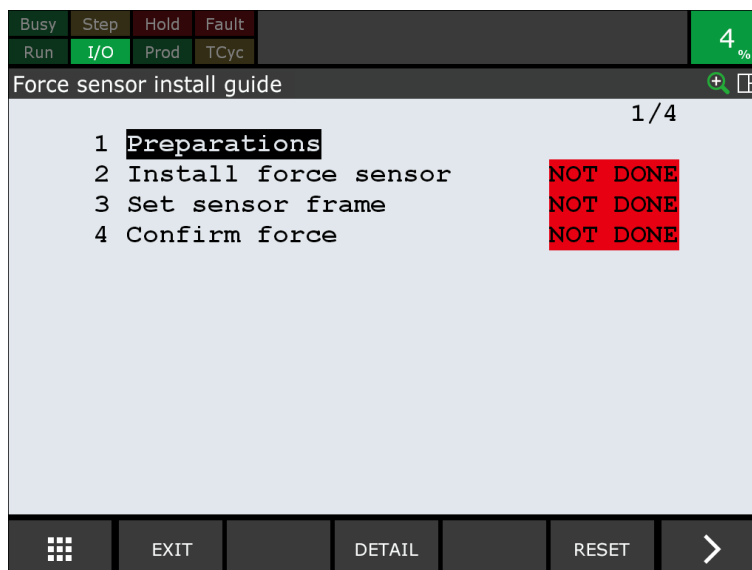 Busy Step Hold Fault
Run I/O Prod TCyc
4 %
Force sensor install guide
1/4
1 Preparations
2 Install force sensor NOT DONE
3 Set sensor frame NOT DONE
4 Confirm force NOT DONE
EXIT DETAIL RESET